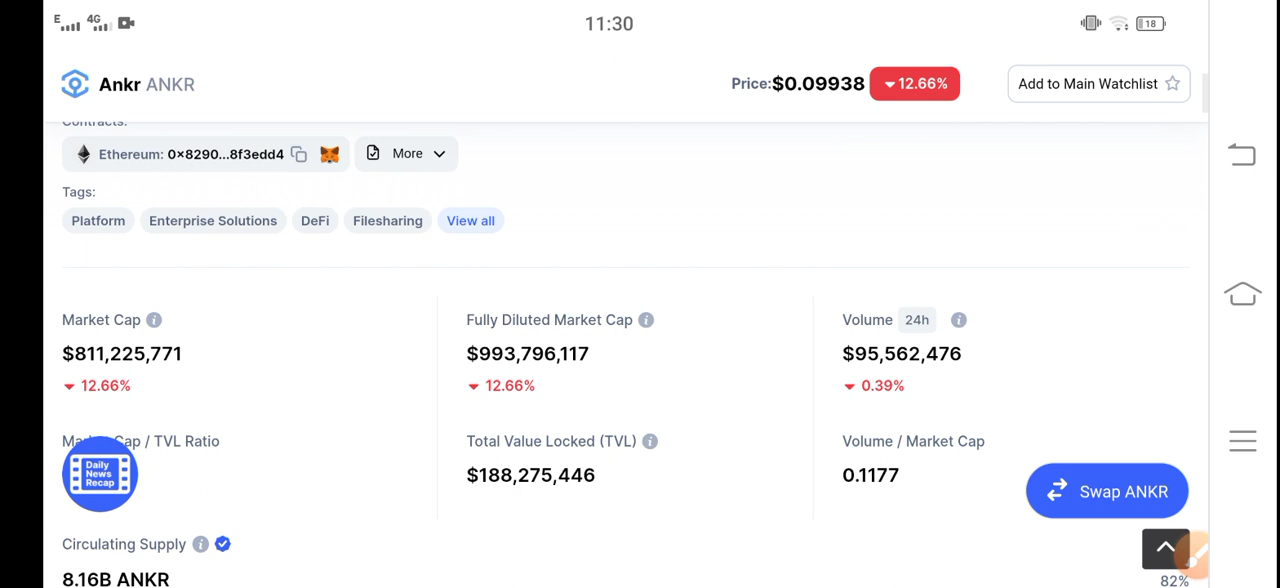 E 4G 11:30 18
Ankr ANKR Price:$0.09938 12.66% Add to Main Watchlist
Contracts:
Ethereum: 0x8290...8f3edd4 More
Tags:
Platform Enterprise Solutions DeFi Filesharing View all
Market Cap Fully Diluted Market Cap Volume 24h
$811,225,771 $993,796,117 $95,562,476
12.66% 12.66% 0.39%
Market Cap / TVL Ratio Total Value Locked (TVL) Volume / Market Cap
Daily
News
Recap
$188,275,446 0.1177
Swap ANKR
Circulating Supply
8.16B ANKR
82%